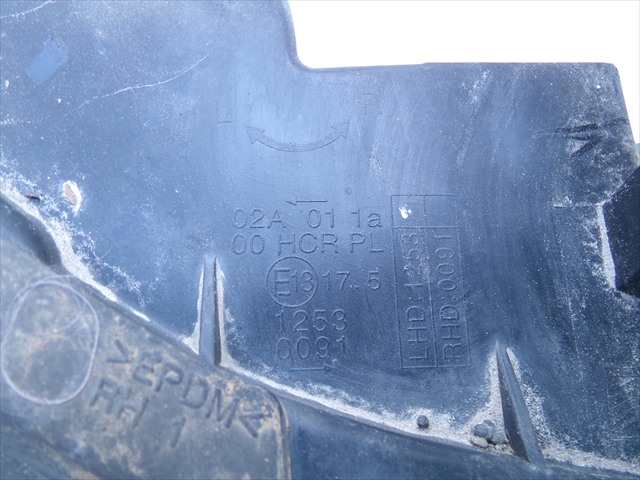 R
02A 01 1a
00 HCR PL
E13 17.5
1253
0091
LHD:1253
RHD:0091
>EPDM<
RH 1